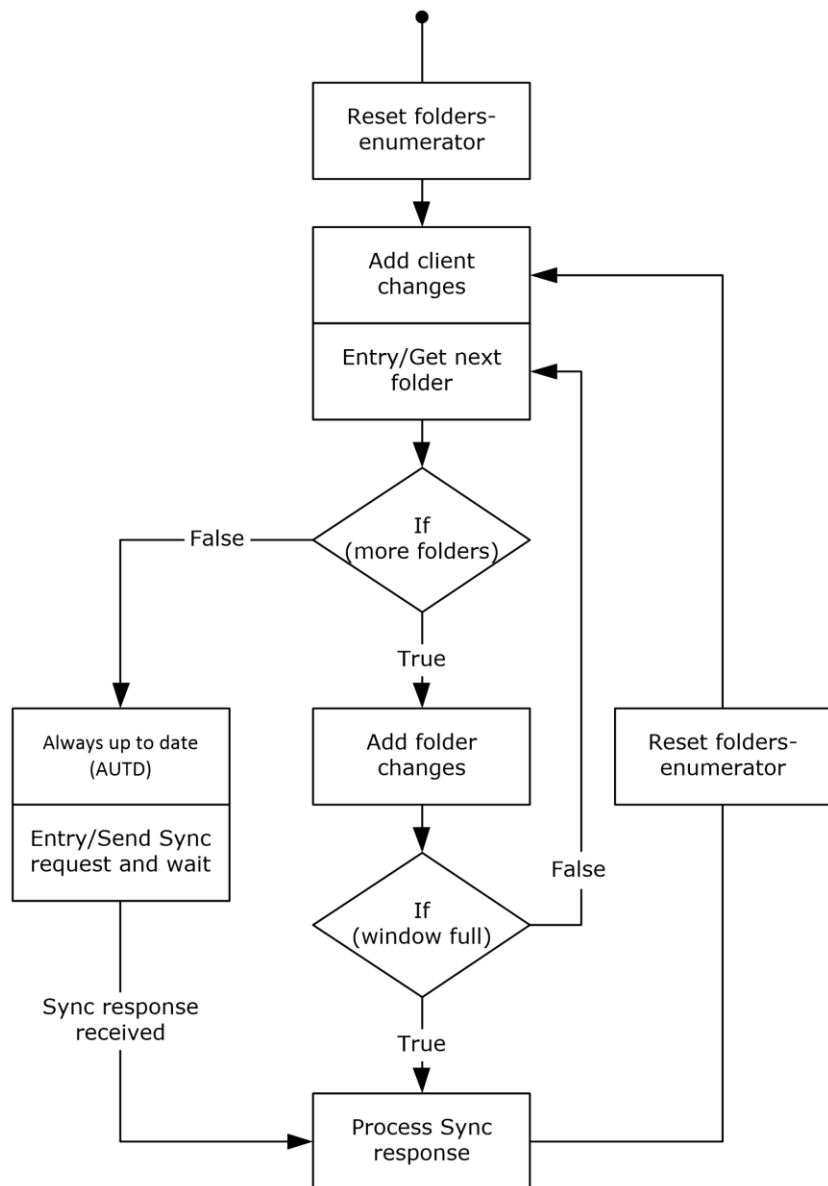 Reset folders-
enumerator
Add client
changes
Entry/Get next
folder
If
(more folders)
False
True
Always up to date
(AUTD)
Entry/Send Sync
request and wait
Add folder
changes
Reset folders-
enumerator
If
(window full)
False
Sync response
received
True
Process Sync
response